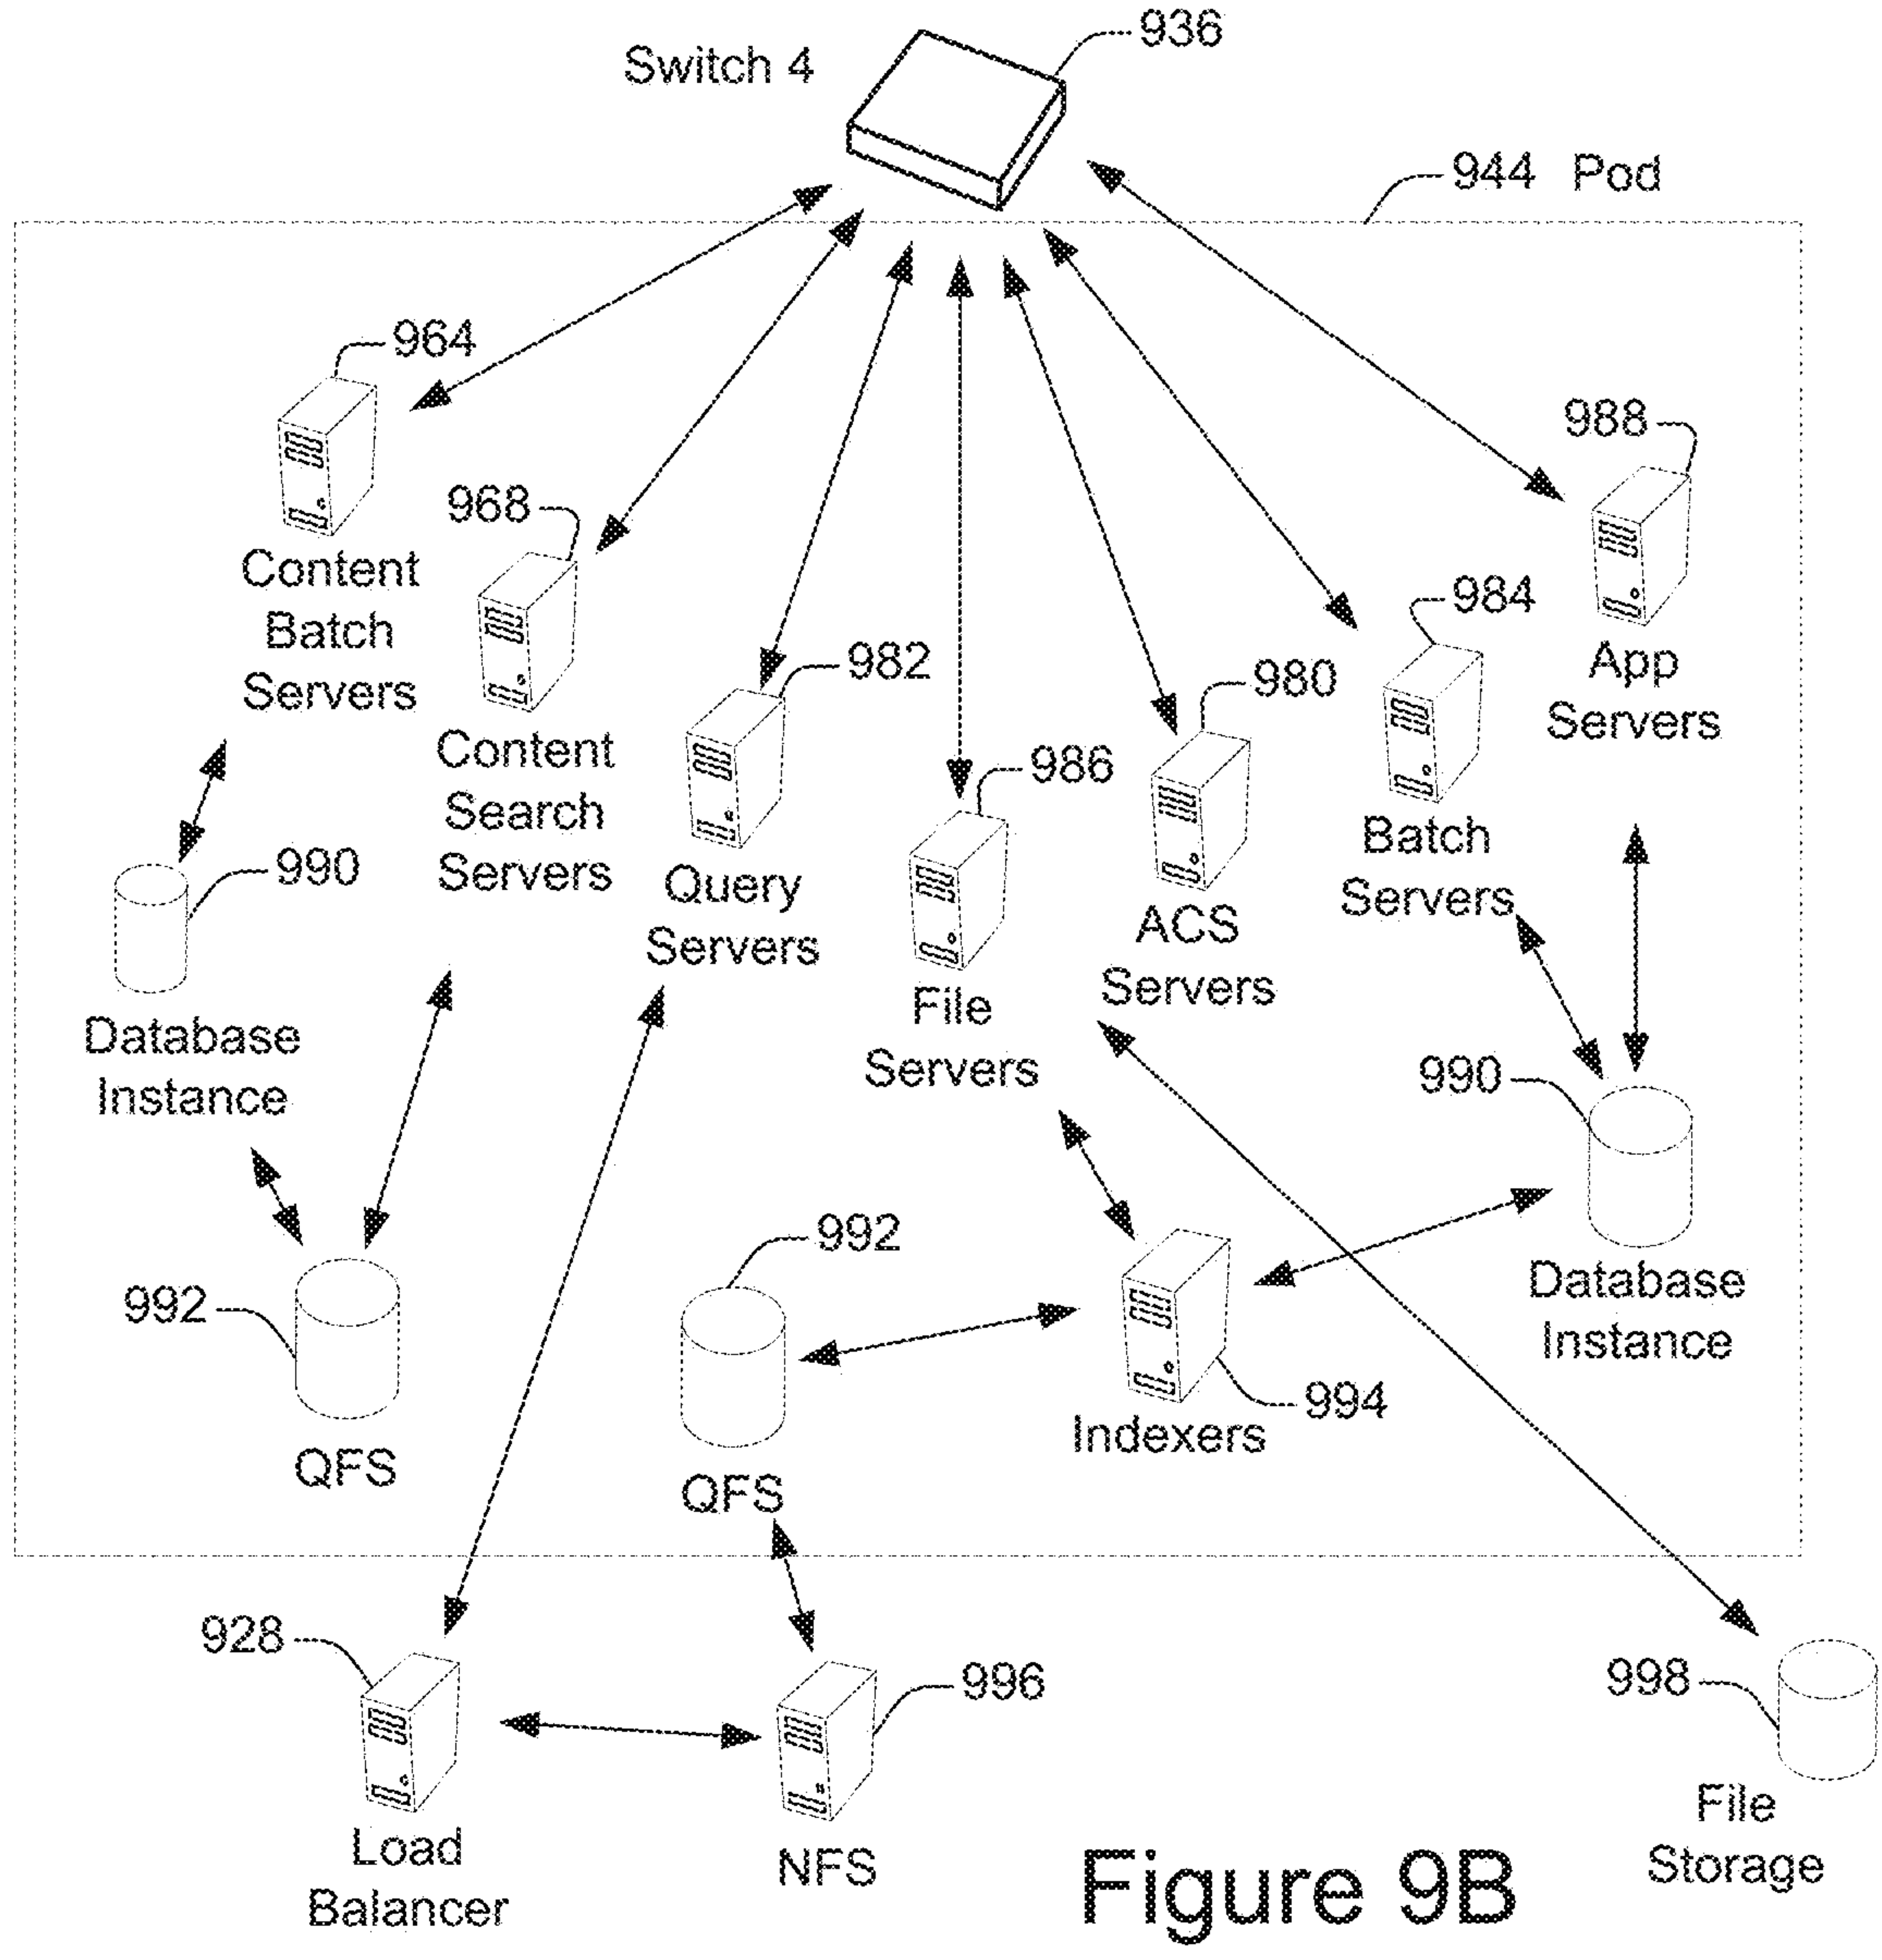 Switch 4
936
944 Pod
964
Content
Batch
Servers
968
Content
Search
Servers
982
Query
Servers
986
File
Servers
980
ACS
Servers
984
Batch
Servers
988
App
Servers
990
Database
Instance
990
Database
Instance
992
QFS
992
QFS
994
Indexers
928
Load
Balancer
996
NFS
998
File
Storage
Figure 9B